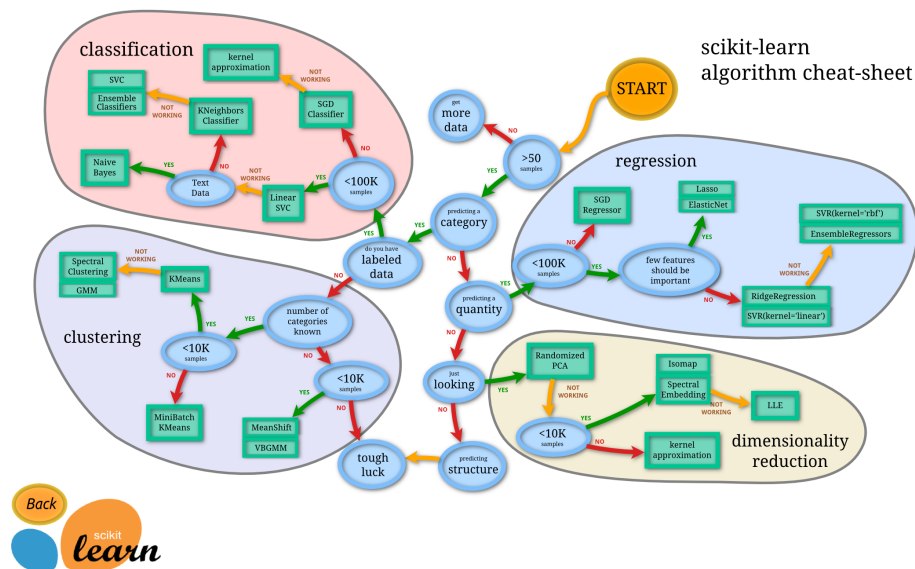 scikit-learn
algorithm cheat-sheet
START
>50
samples
NO
get
more
data
YES
predicting a
category
YES
do you have
labeled
data
YES
classification
<100K
samples
YES
Linear
SVC
NOT
WORKING
Text
Data
YES
Naive
Bayes
NO
KNeighbors
Classifier
NOT
WORKING
SVC
Ensemble
Classifiers
NO
SGD
Classifier
NOT
WORKING
kernel
approximation
NO
clustering
number of
categories
known
YES
<10K
samples
YES
KMeans
NOT
WORKING
Spectral
Clustering
GMM
NO
MiniBatch
KMeans
NO
<10K
samples
YES
MeanShift
VBGMM
NO
tough
luck
NO
predicting a
quantity
YES
regression
<100K
samples
NO
SGD
Regressor
YES
few features
should be
important
YES
Lasso
ElasticNet
NO
RidgeRegression
SVR(kernel='linear')
NOT
WORKING
SVR(kernel='rbf')
EnsembleRegressors
NO
just
looking
YES
dimensionality
reduction
Randomized
PCA
NOT
WORKING
<10K
samples
YES
Isomap
Spectral
Embedding
NOT
WORKING
LLE
NO
kernel
approximation
NO
predicting
structure
Back
scikit
learn